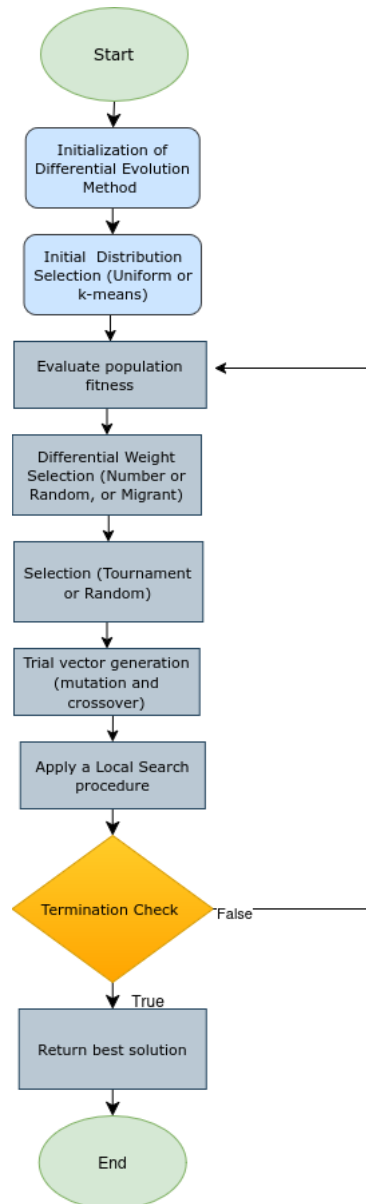 Start
Initialization of
Differential Evolution
Method
Initial Distribution
Selection (Uniform or
k-means)
Evaluate population
fitness
Differential Weight
Selection (Number or
Random, or Migrant)
Selection (Tournament
or Random)
Trial vector generation
(mutation and
crossover)
Apply a Local Search
procedure
Termination Check
False
True
Return best solution
End